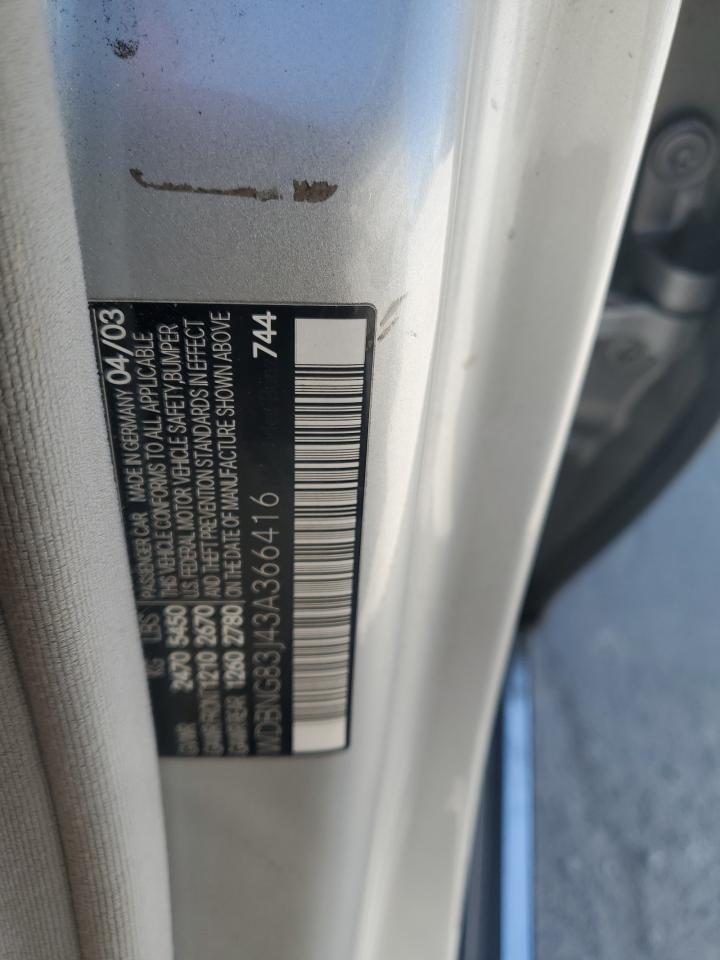 PASSENGER CAR MADE IN GERMANY 04/03
KG LBS THIS VEHICLE CONFORMS TO ALL APPLICABLE
GVWR 2470 5450 U.S. FEDERAL MOTOR VEHICLE SAFETY,BUMPER
GAWR FRONT 1210 2670 AND THEFT PREVENTION STANDARDS IN EFFECT
GAWR REAR 1260 2780 ON THE DATE OF MANUFACTURE SHOWN ABOVE
WDBNG83J43A366416 744